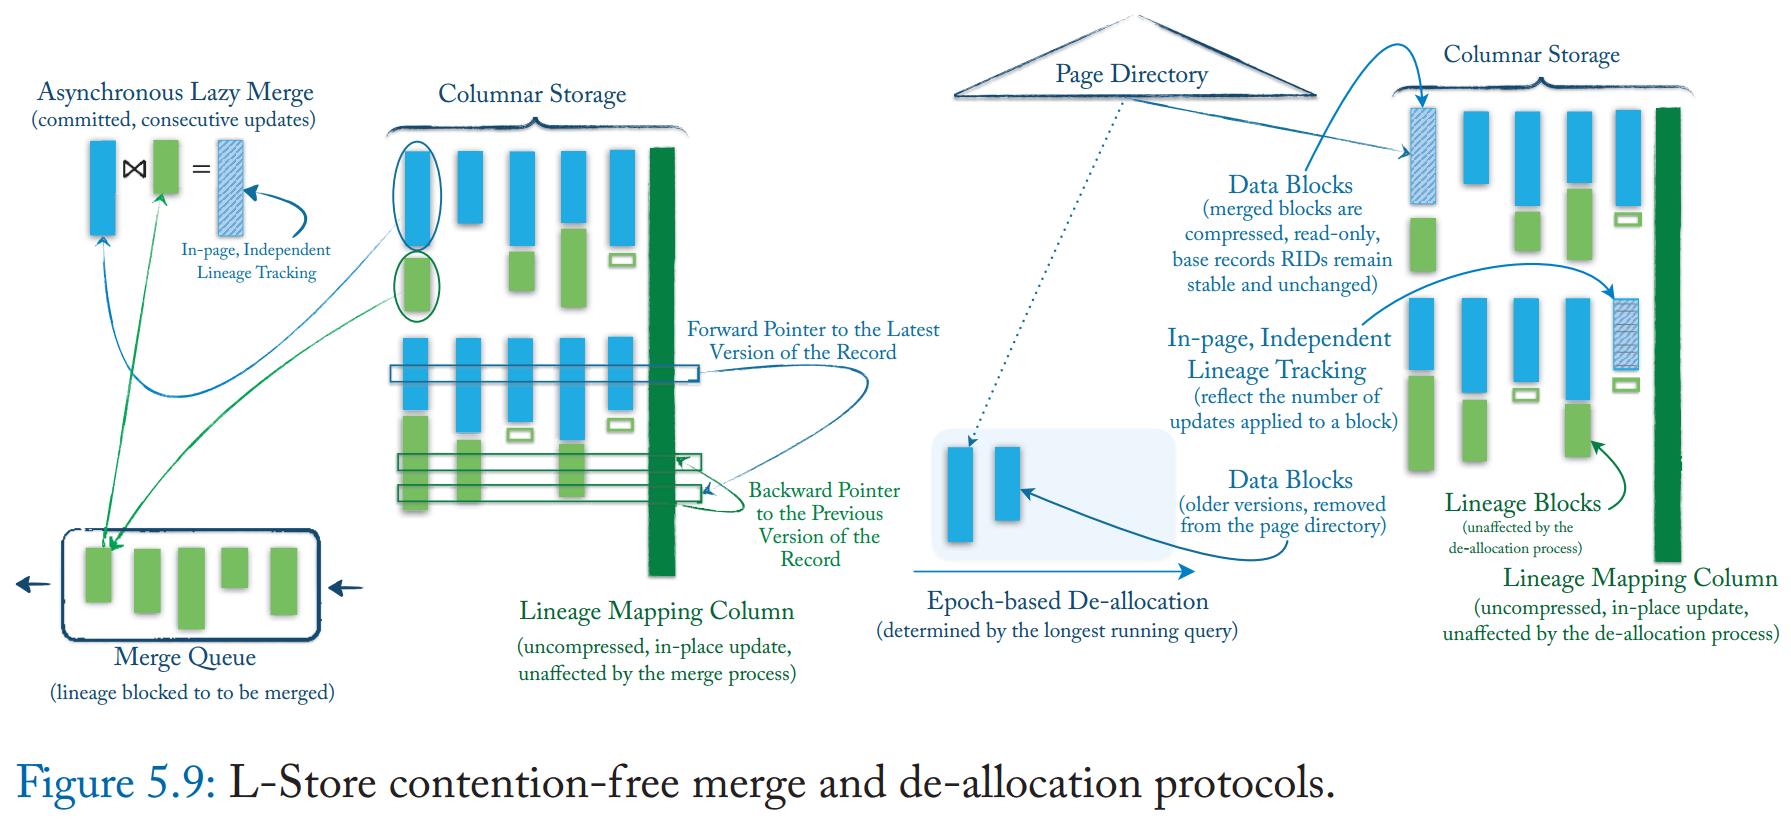 Asynchronous Lazy Merge
(committed, consecutive updates)
=
In-page, Independent
Lineage Tracking
Columnar Storage
Forward Pointer to the Latest
Version of the Record
Backward Pointer
to the Previous
Version of the
Record
Merge Queue
(lineage blocked to to be merged)
Lineage Mapping Column
(uncompressed, in-place update,
unaffected by the merge process)
Page Directory
Columnar Storage
Data Blocks
(merged blocks are
compressed, read-only,
base records RIDs remain
stable and unchanged)
In-page, Independent
Lineage Tracking
(reflect the number of
updates applied to a block)
Data Blocks
(older versions, removed
from the page directory)
Epoch-based De-allocation
(determined by the longest running query)
Lineage Blocks
(unaffected by the
de-allocation process)
Lineage Mapping Column
(uncompressed, in-place update,
unaffected by the de-allocation process)
Figure 5.9: L-Store contention-free merge and de-allocation protocols.